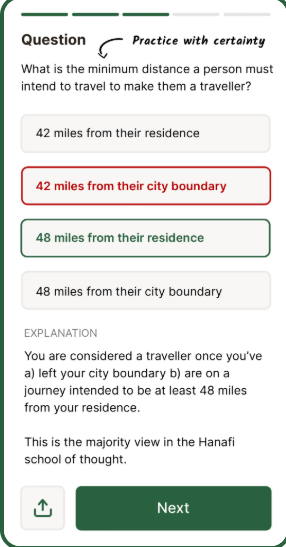 Question
Practice with certainty
What is the minimum distance a person must
intend to travel to make them a traveller?
42 miles from their residence
42 miles from their city boundary
48 miles from their residence
48 miles from their city boundary
EXPLANATION
You are considered a traveller once you've
a) left your city boundary b) are on a
journey intended to be at least 48 miles
from your residence.
This is the majority view in the Hanafi
school of thought.
Next